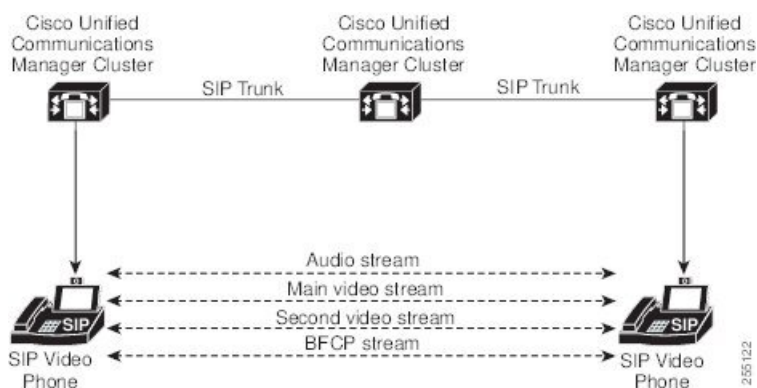 Cisco Unified
Communications
Manager Cluster
Cisco Unified
Communications
Manager Cluster
Cisco Unified
Communications
Manager Cluster
SIP Trunk
SIP Trunk
Audio stream
Main video stream
Second video stream
BFCP stream
SIP
SIP
SIP Video
Phone
SIP Video
Phone
255122